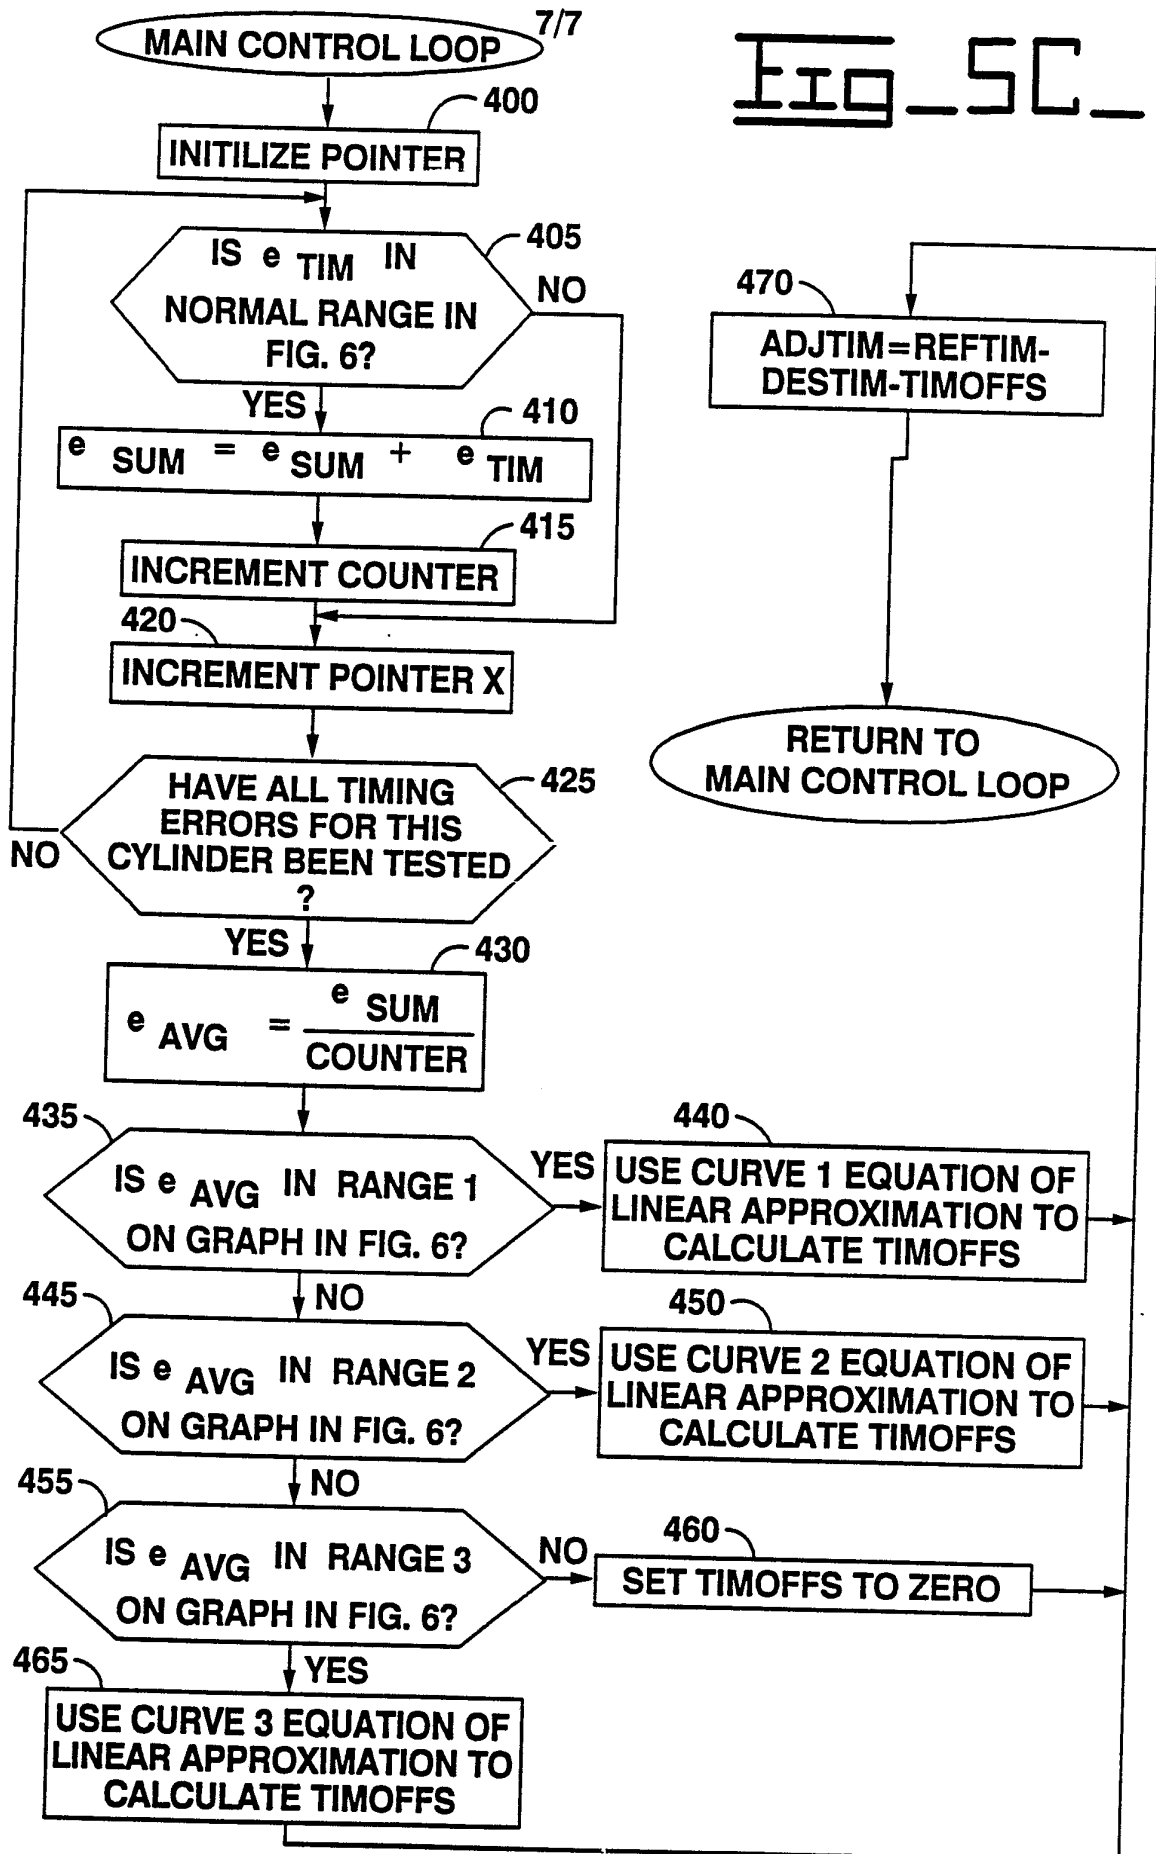 7/7
Fig_5C_
MAIN CONTROL LOOP
400
INITILIZE POINTER
405
IS e TIM IN
NORMAL RANGE IN
FIG. 6?
NO
YES
410
e SUM = e SUM + e TIM
415
INCREMENT COUNTER
420
INCREMENT POINTER X
425
HAVE ALL TIMING
ERRORS FOR THIS
CYLINDER BEEN TESTED
?
NO
YES
430
e AVG = e SUM
COUNTER
435
IS e AVG IN RANGE 1
ON GRAPH IN FIG. 6?
YES
440
USE CURVE 1 EQUATION OF
LINEAR APPROXIMATION TO
CALCULATE TIMOFFS
NO
445
IS e AVG IN RANGE 2
ON GRAPH IN FIG. 6?
YES
450
USE CURVE 2 EQUATION OF
LINEAR APPROXIMATION TO
CALCULATE TIMOFFS
NO
455
IS e AVG IN RANGE 3
ON GRAPH IN FIG. 6?
NO
460
SET TIMOFFS TO ZERO
YES
465
USE CURVE 3 EQUATION OF
LINEAR APPROXIMATION TO
CALCULATE TIMOFFS
470
ADJTIM=REFTIM-
DESTIM-TIMOFFS
RETURN TO
MAIN CONTROL LOOP